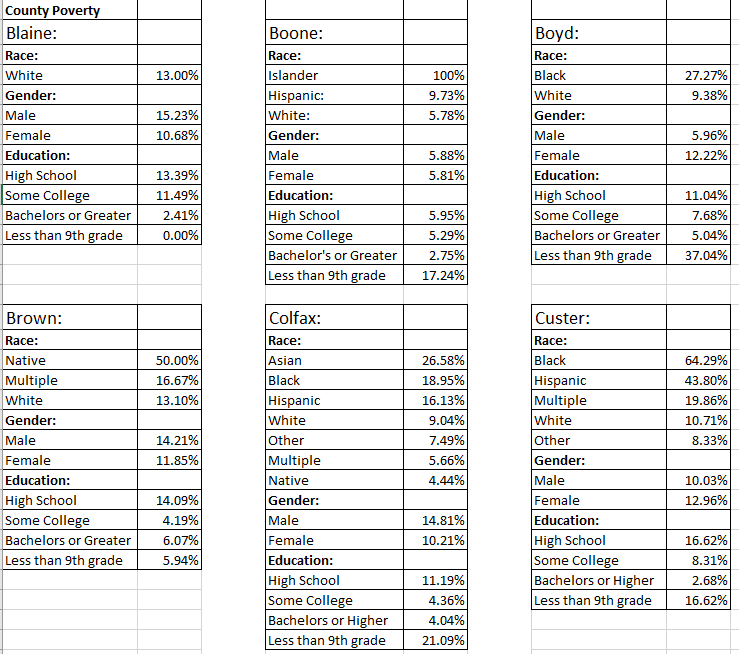 County Poverty
Blaine:
Race:
White 13.00%
Gender:
Male 15.23%
Female 10.68%
Education:
High School 13.39%
Some College 11.49%
Bachelors or Greater 2.41%
Less than 9th grade 0.00%
Boone:
Race:
Islander 100%
Hispanic: 9.73%
White: 5.78%
Gender:
Male 5.88%
Female 5.81%
Education:
High School 5.95%
Some College 5.29%
Bachelor's or Greater 2.75%
Less than 9th grade 17.24%
Boyd:
Race:
Black 27.27%
White 9.38%
Gender:
Male 5.96%
Female 12.22%
Education:
High School 11.04%
Some College 7.68%
Bachelors or Greater 5.04%
Less than 9th grade 37.04%
Brown:
Race:
Native 50.00%
Multiple 16.67%
White 13.10%
Gender:
Male 14.21%
Female 11.85%
Education:
High School 14.09%
Some College 4.19%
Bachelors or Greater 6.07%
Less than 9th grade 5.94%
Colfax:
Race:
Asian 26.58%
Black 18.95%
Hispanic 16.13%
White 9.04%
Other 7.49%
Multiple 5.66%
Native 4.44%
Gender:
Male 14.81%
Female 10.21%
Education:
High School 11.19%
Some College 4.36%
Bachelors or Higher 4.04%
Less than 9th grade 21.09%
Custer:
Race:
Black 64.29%
Hispanic 43.80%
Multiple 19.86%
White 10.71%
Other 8.33%
Gender:
Male 10.03%
Female 12.96%
Education:
High School 16.62%
Some College 8.31%
Bachelors or Higher 2.68%
Less than 9th grade 16.62%